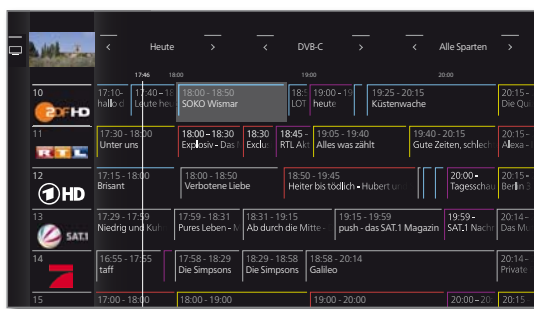 < Heute > < DVB-C > < Alle Sparten >
17:46 18:00 19:00 20:00
10 17:10- 17:40 – 18 18:00 - 18:50 18:5 19:00 - 19 19:25 - 20:15 20:15 -
ZDF HD hallo d Leute heu SOKO Wismar LOT heute Küstenwache Die Qui
11 17:30 - 18:00 18:00 – 18:30 18:30 18:45 - 19:05 - 19:40 19:40 - 20:15 20:15 -
RTL Unter uns Explosiv - Das M Exclus RTL Akt Alles was zählt Gute Zeiten, schlech Alexa -
12 17:15 - 18:00 18:00 - 18:50 18:50 - 19:45 20:00 - 20:15 -
1 HD Brisant Verbotene Liebe Heiter bis tödlich - Hubert un Tagesschau Berlin
13 17:29 - 17:59 17:59 - 18:31 18:31 - 19:15 19:15 - 19:59 19:59 - 20:14 -
SAT.1 Niedrig und Kuhn Pures Leben - M Ab durch die Mitte - push - das SAT.1 Magazin SAT.1 Nachr Das Mu
14 16:55 - 17:55 17:58 - 18:29 18:29 - 18:58 18:58 - 20:14 20:14 -
7 taff Die Simpsons Die Simpsons Galileo Private
15 17:00 - 18:00 18:00 - 19:00 19:00 - 20:00 20:00 - 20: 20:15